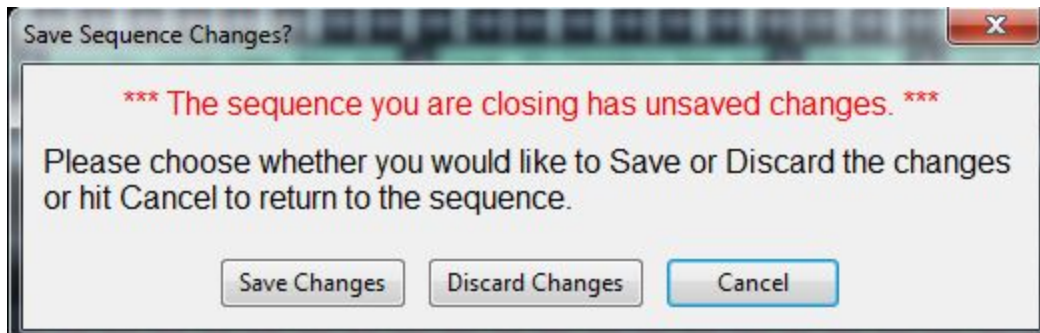 Save Sequence Changes?
*** The sequence you are closing has unsaved changes. ***
Please choose whether you would like to Save or Discard the changes
or hit Cancel to return to the sequence.
Save Changes Discard Changes Cancel